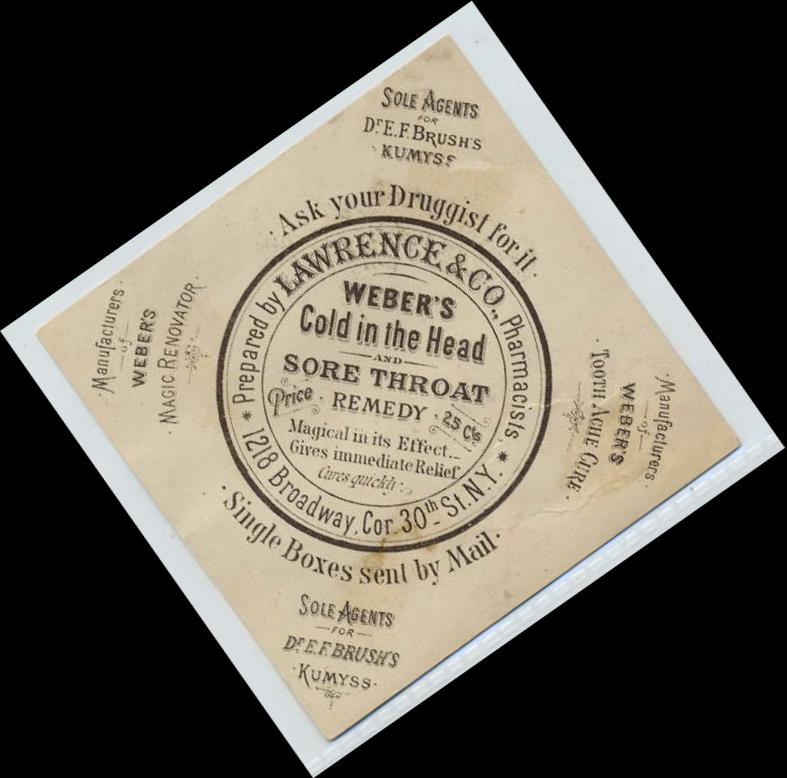 SOLE AGENTS
FOR
Dr. E. F. BRUSH'S
KUMYSS
· Ask your Druggist for it ·
* Prepared by LAWRENCE & CO., Pharmacists *
WEBER'S
Cold in the Head
AND
SORE THROAT
Price · REMEDY · 25 Cts
Magical in its Effect.
Gives immediate Relief
Cures quickly
1218 Broadway, Cor. 30th St. N.Y.
· Single Boxes sent by Mail ·
· Manufacturers ·
of
WEBER'S
· MAGIC RENOVATOR ·
· Manufacturers ·
of
WEBER'S
· TOOTH ACHE CURE ·
SOLE AGENTS
FOR
Dr. E. F. BRUSH'S
· KUMYSS ·